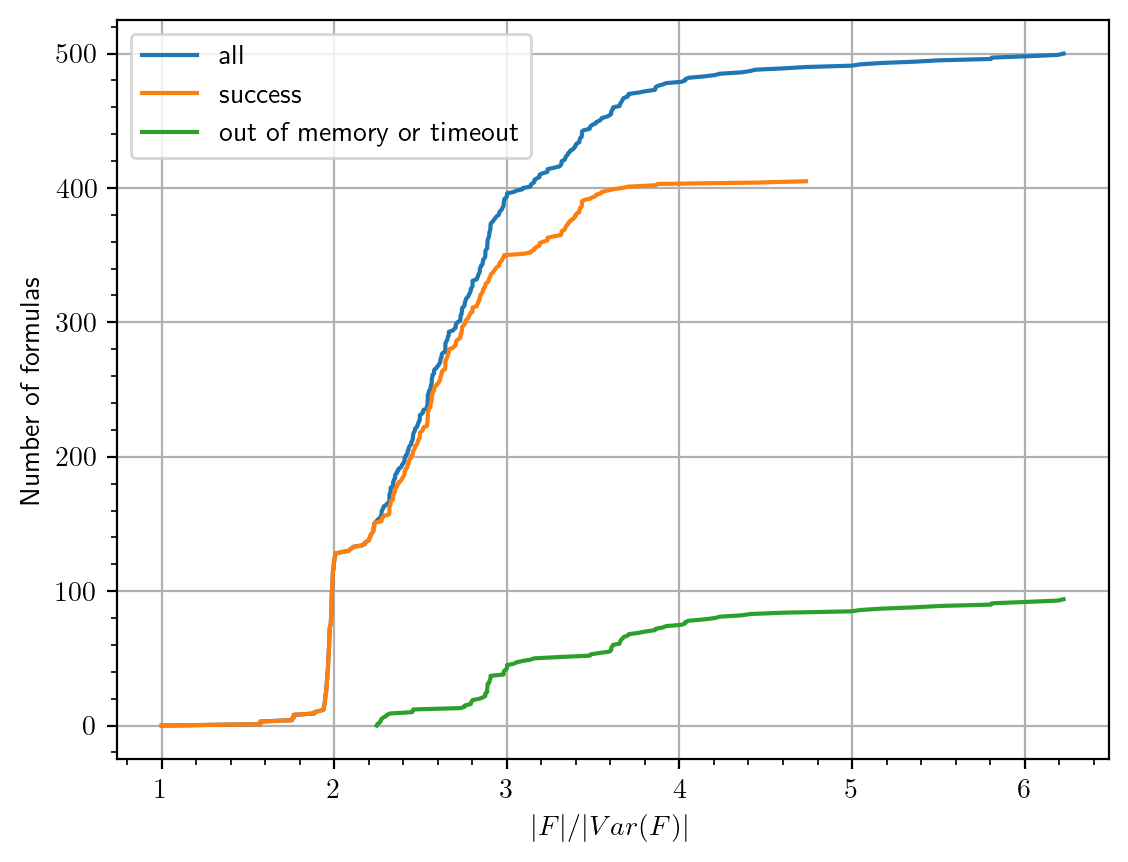 all
success
out of memory or timeout
500
400
300
200
100
0
Number of formulas
1 2 3 4 5 6
|F|/|Var(F)|